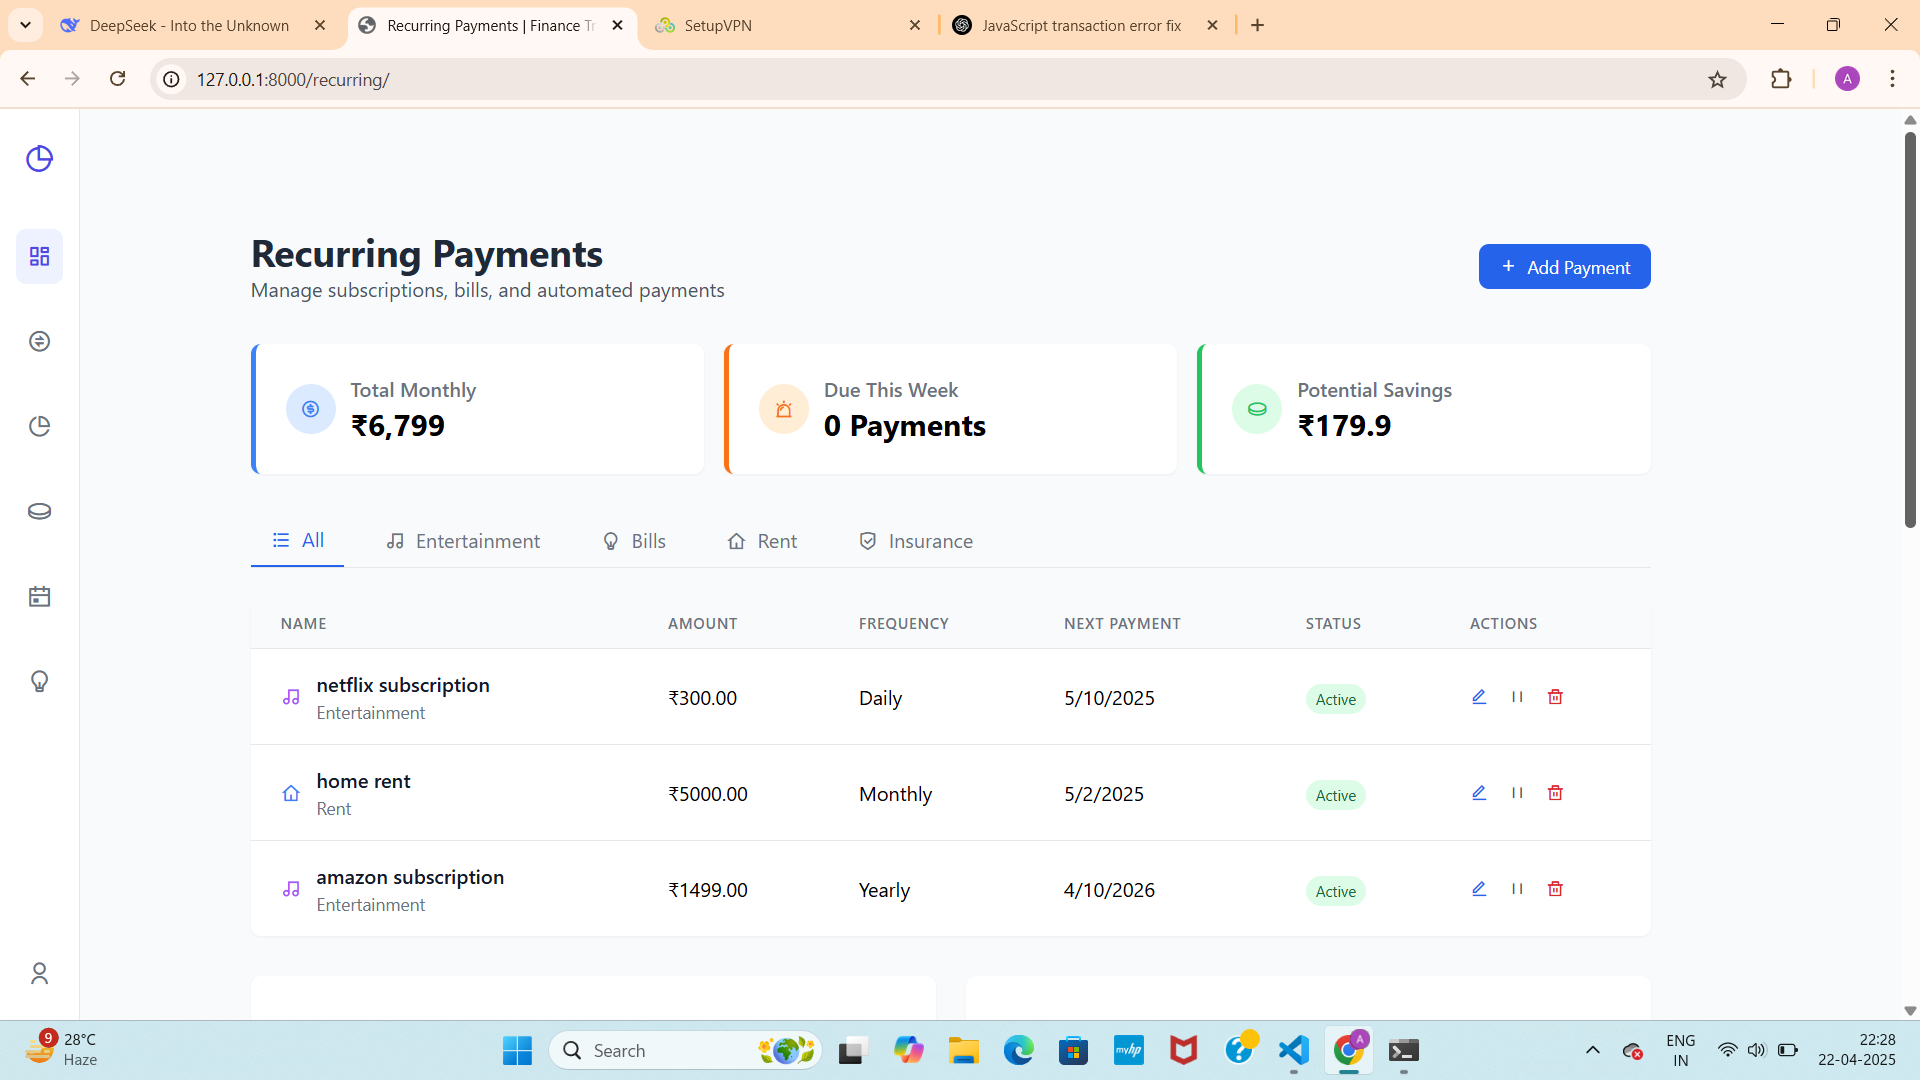 DeepSeek - Into the Unknown
Recurring Payments | Finance Tr
SetupVPN
JavaScript transaction error fix
127.0.0.1:8000/recurring/
A
Recurring Payments
Manage subscriptions, bills, and automated payments
+ Add Payment
Total Monthly
₹6,799
Due This Week
0 Payments
Potential Savings
₹179.9
All
Entertainment
Bills
Rent
Insurance
NAME AMOUNT FREQUENCY NEXT PAYMENT STATUS ACTIONS
netflix subscription
Entertainment
₹300.00 Daily 5/10/2025 Active
home rent
Rent
₹5000.00 Monthly 5/2/2025 Active
amazon subscription
Entertainment
₹1499.00 Yearly 4/10/2026 Active
9
28°C
Haze
Search
myhp
A
ENG
IN
22:28
22-04-2025